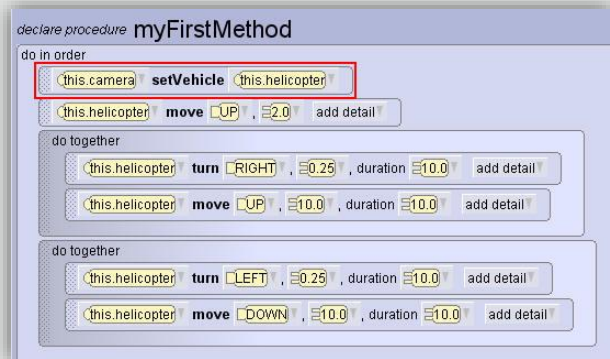 declare procedure myFirstMethod
do in order
this.camera setVehicle this.helicopter
this.helicopter move UP , 2.0 add detail
do together
this.helicopter turn RIGHT , 0.25 , duration 10.0 add detail
this.helicopter move UP , 10.0 , duration 10.0 add detail
do together
this.helicopter turn LEFT , 0.25 , duration 10.0 add detail
this.helicopter move DOWN , 10.0 , duration 10.0 add detail